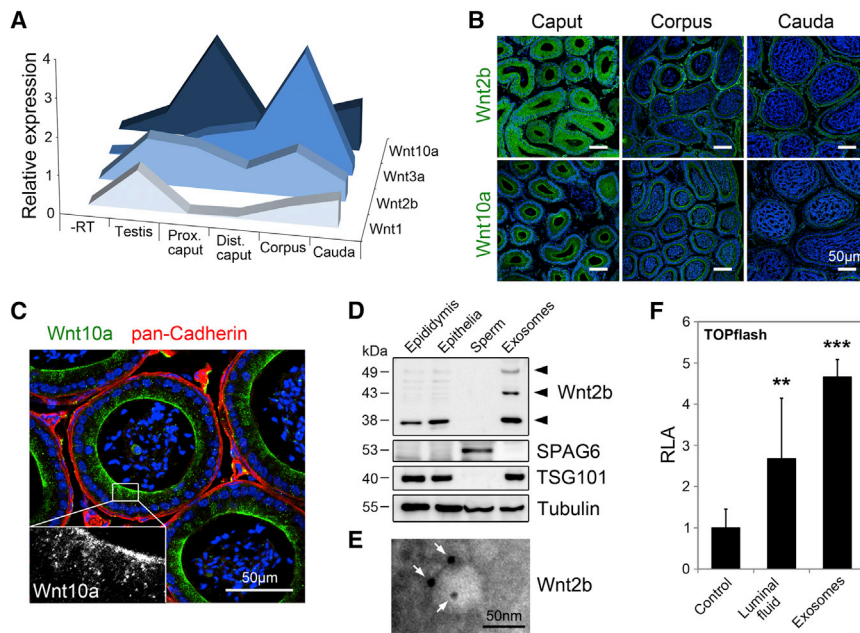 A
Relative expression
4
3
2
1
0
-RT
Testis
Prox.
caput
Dist.
caput
Corpus
Cauda
Wnt10a
Wnt3a
Wnt2b
Wnt1
B
Caput
Corpus
Cauda
Wnt2b
Wnt10a
50µm
C
Wnt10a pan-Cadherin
Wnt10a
50µm
D
Epididymis
Epithelia
Sperm
Exosomes
kDa
49
43
Wnt2b
38
53
SPAG6
40
TSG101
55
Tubulin
E
Wnt2b
50nm
F
TOPflash
RLA
6
5
4
3
2
1
0
**
***
Control
Luminal
fluid
Exosomes